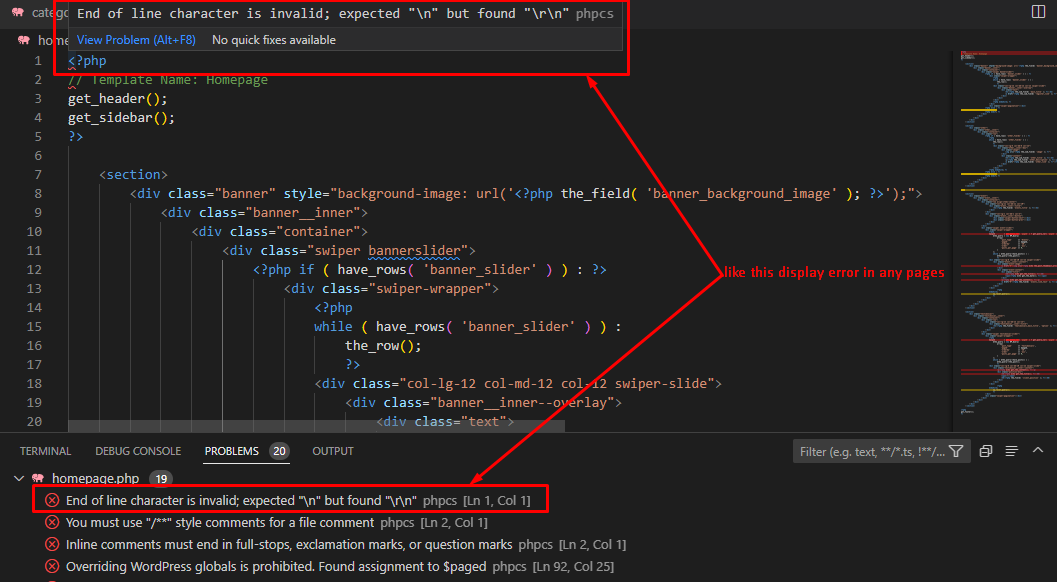 catego
End of line character is invalid; expected "\n" but found "\r\n" phpcs
View Problem (Alt+F8) No quick fixes available
home
1 <?php
2 // Template Name: Homepage
3 get_header();
4 get_sidebar();
5 ?>
6
7 <section>
8 <div class="banner" style="background-image: url('<?php the_field( 'banner_background_image' ); ?>');">
9 <div class="banner__inner">
10 <div class="container">
11 <div class="swiper bannerslider">
12 <?php if ( have_rows( 'banner_slider' ) ) : ?>
like this display error in any pages
13 <div class="swiper-wrapper">
14 <?php
15 while ( have_rows( 'banner_slider' ) ) :
16 the_row();
17 ?>
18 <div class="col-lg-12 col-md-12 col-12 swiper-slide">
19 <div class="banner__inner--overlay">
20 <div class="text">
TERMINAL DEBUG CONSOLE PROBLEMS 20 OUTPUT Filter (e.g. text, **/*.ts, !**/...
homepage.php 19
End of line character is invalid; expected "\n" but found "\r\n" phpcs [Ln 1, Col 1]
You must use "/**" style comments for a file comment phpcs [Ln 2, Col 1]
Inline comments must end in full-stops, exclamation marks, or question marks phpcs [Ln 2, Col 1]
Overriding WordPress globals is prohibited. Found assignment to $paged phpcs [Ln 92, Col 25]